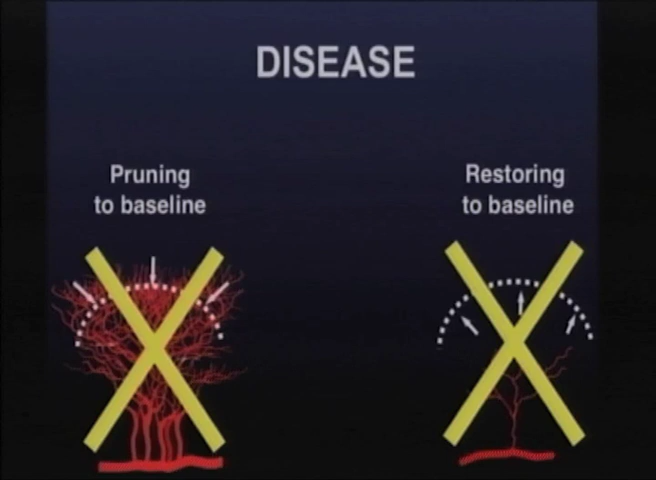 DISEASE
Pruning
to baseline
Restoring
to baseline